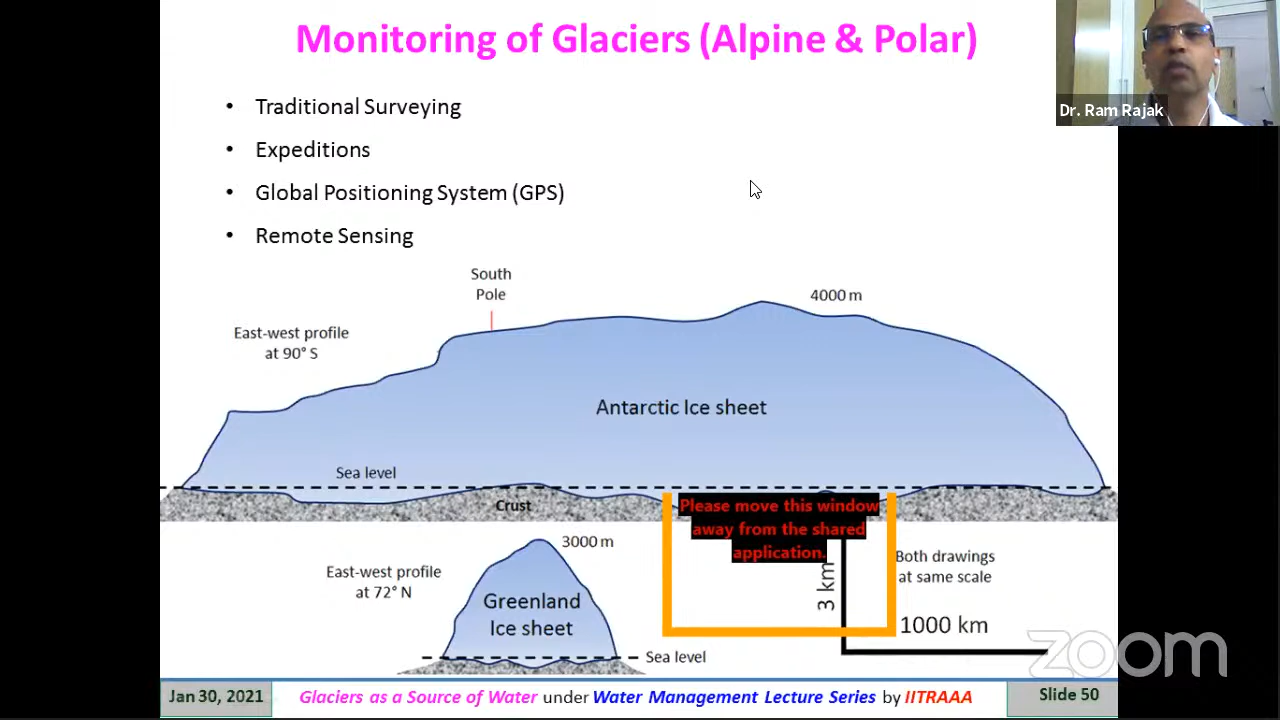 Monitoring of Glaciers (Alpine & Polar)
Dr. Ram Rajak
• Traditional Surveying
• Expeditions
• Global Positioning System (GPS)
• Remote Sensing
South
Pole
4000 m
East-west profile
at 90° S
Antarctic Ice sheet
Sea level
Crust
Please move this window
away from the shared
application.
3000 m
East-west profile
at 72° N
Greenland
Ice sheet
Sea level
3 km
Both drawings
at same scale
1000 km
zoom
Jan 30, 2021
Glaciers as a Source of Water under Water Management Lecture Series by IITRAAA
Slide 50